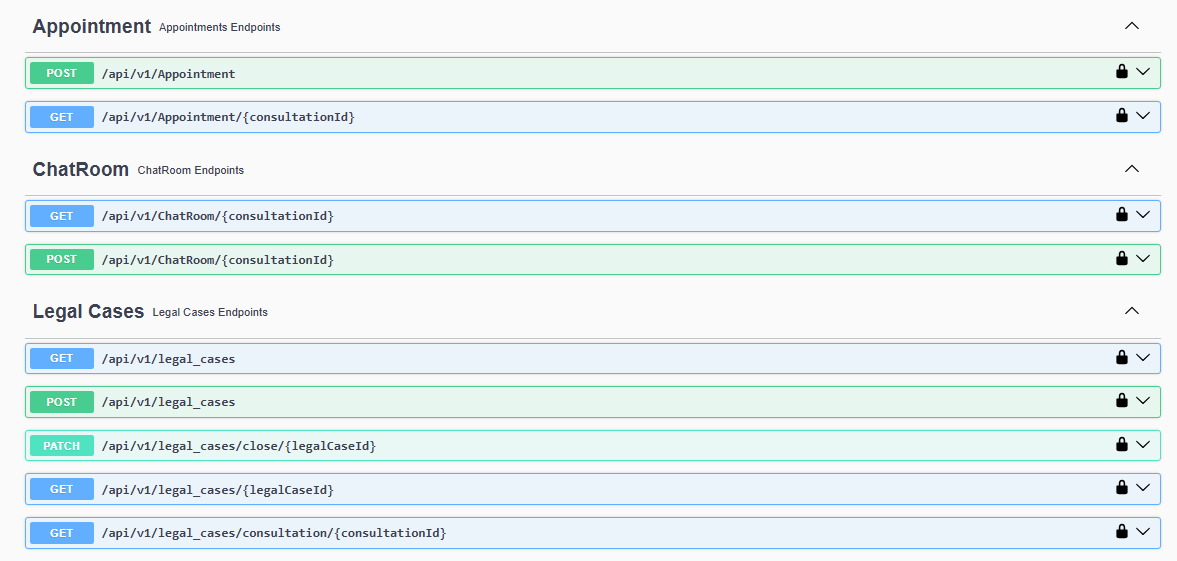 Appointment Appointments Endpoints
POST /api/v1/Appointment
GET /api/v1/Appointment/{consultationId}
ChatRoom ChatRoom Endpoints
GET /api/v1/ChatRoom/{consultationId}
POST /api/v1/ChatRoom/{consultationId}
Legal Cases Legal Cases Endpoints
GET /api/v1/legal_cases
POST /api/v1/legal_cases
PATCH /api/v1/legal_cases/close/{legalCaseId}
GET /api/v1/legal_cases/{legalCaseId}
GET /api/v1/legal_cases/consultation/{consultationId}